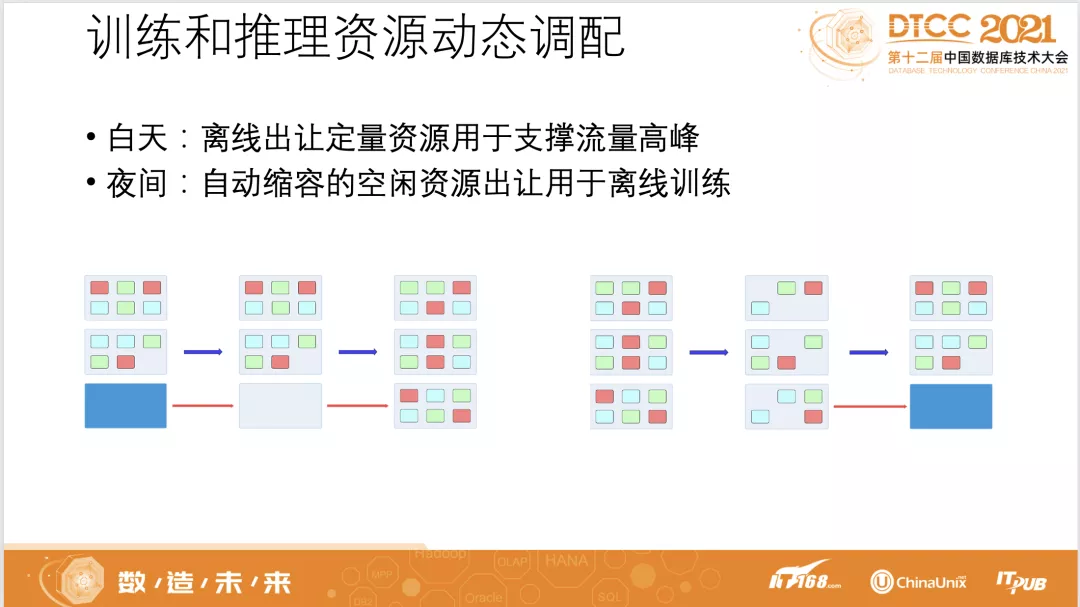 训练和推理资源动态调配
DTCC 2021
第十二届中国数据库技术大会
DATABASE TECHNOLOGY CONFERENCE CHINA 2021
• 白天：离线出让定量资源用于支撑流量高峰
• 夜间：自动缩容的空闲资源出让用于离线训练
数/造/未/来
Hadoop
OLAP
HANA
MPP
DB2
Oracle
SQL
IT168.com
ChinaUnix
ITPUB